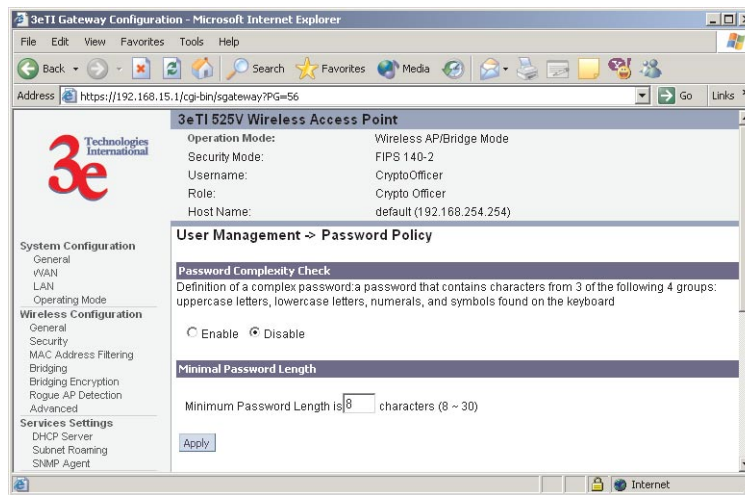 3eTI Gateway Configuration - Microsoft Internet Explorer
File Edit View Favorites Tools Help
Back Search Favorites Media
Address https://192.168.15.1/cgi-bin/sgateway?PG=56 Go Links
3e Technologies International
3eTI 525V Wireless Access Point
Operation Mode: Wireless AP/Bridge Mode
Security Mode: FIPS 140-2
Username: CryptoOfficer
Role: Crypto Officer
Host Name: default (192.168.254.254)
System Configuration
General
WAN
LAN
Operating Mode
Wireless Configuration
General
Security
MAC Address Filtering
Bridging
Bridging Encryption
Rogue AP Detection
Advanced
Services Settings
DHCP Server
Subnet Roaming
SNMP Agent
User Management -> Password Policy
Password Complexity Check
Definition of a complex password:a password that contains characters from 3 of the following 4 groups:
uppercase letters, lowercase letters, numerals, and symbols found on the keyboard
Enable Disable
Minimal Password Length
Minimum Password Length is 8 characters (8 ~ 30)
Apply
Internet